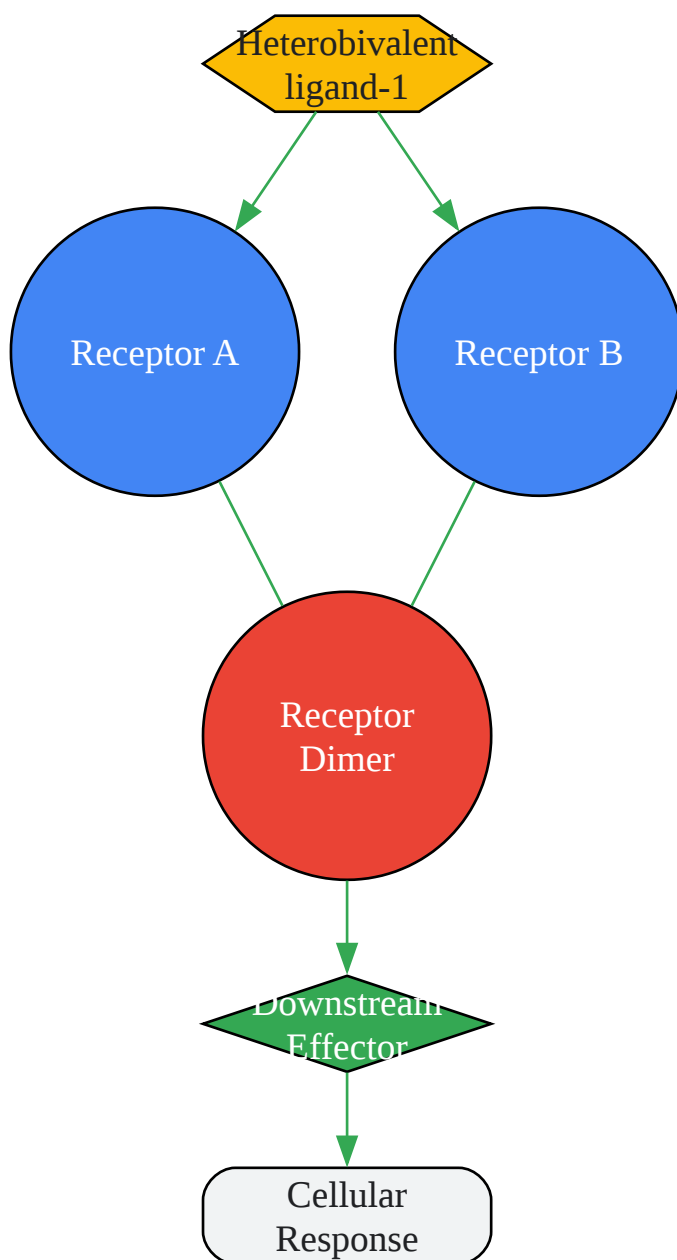 Heterobivalent
ligand-1
Receptor A
Receptor B
Receptor
Dimer
Downstream
Effector
Cellular
Response